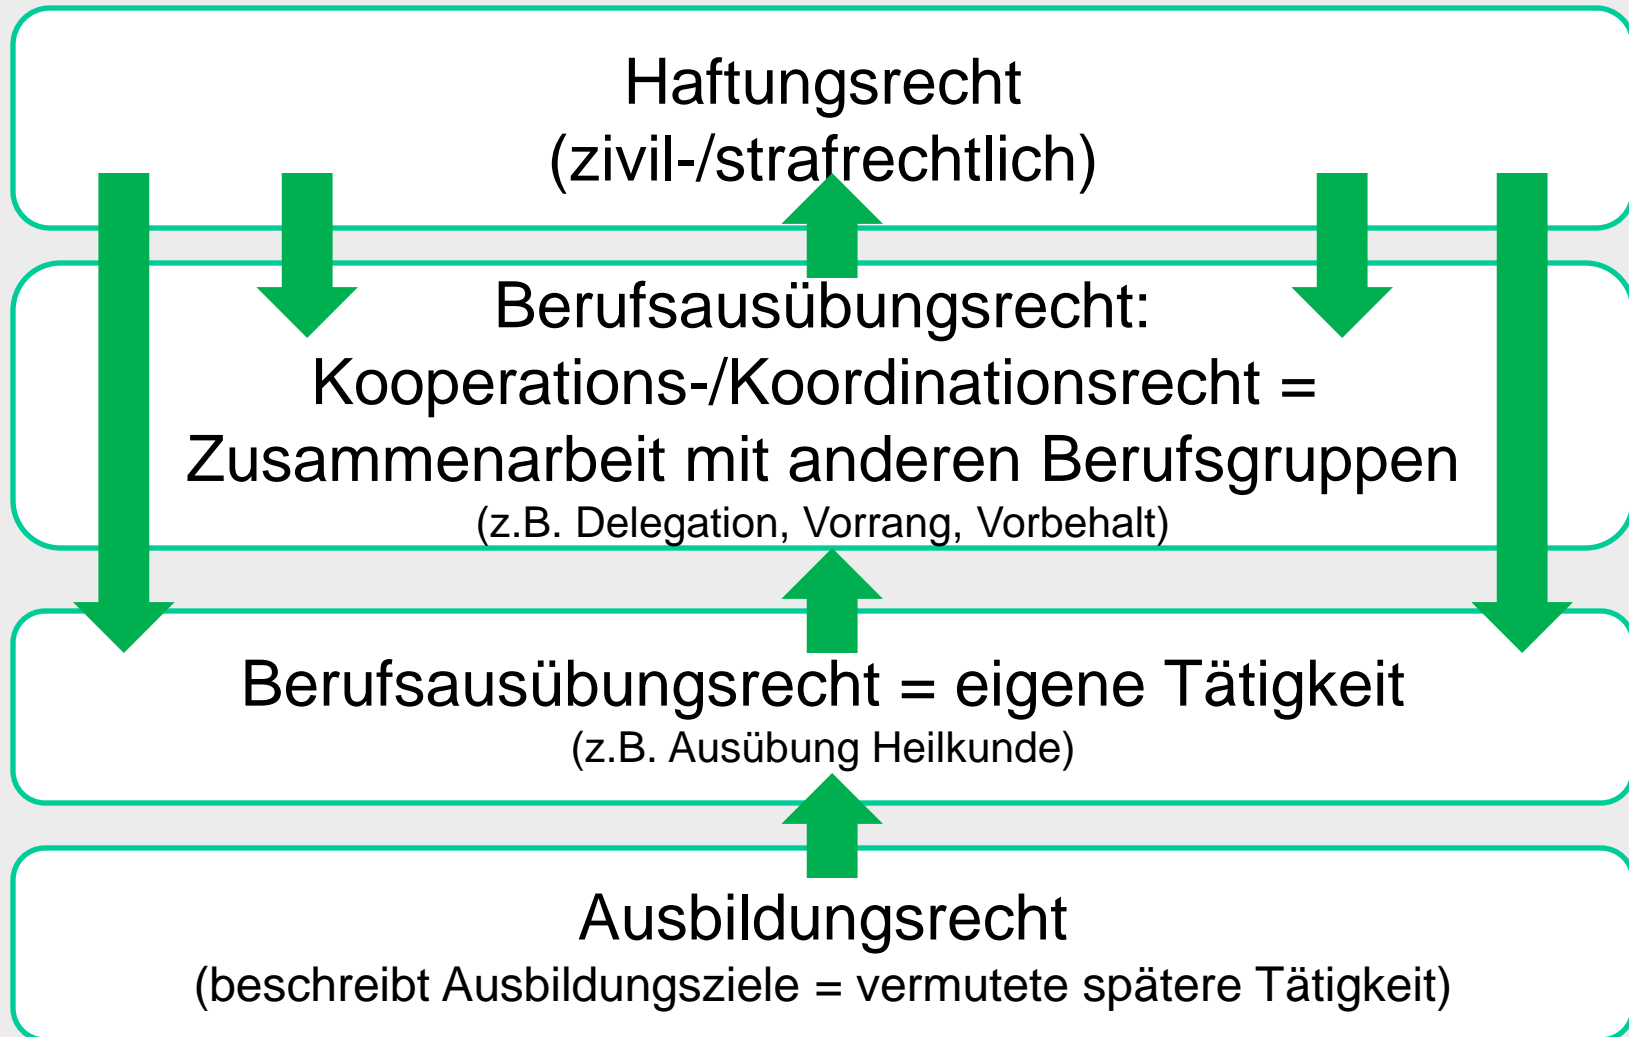 Haftungsrecht
(zivil-/strafrechtlich)
Berufsausübungsrecht:
Kooperations-/Koordinationsrecht =
Zusammenarbeit mit anderen Berufsgruppen
(z.B. Delegation, Vorrang, Vorbehalt)
Berufsausübungsrecht = eigene Tätigkeit
(z.B. Ausübung Heilkunde)
Ausbildungsrecht
(beschreibt Ausbildungsziele = vermutete spätere Tätigkeit)